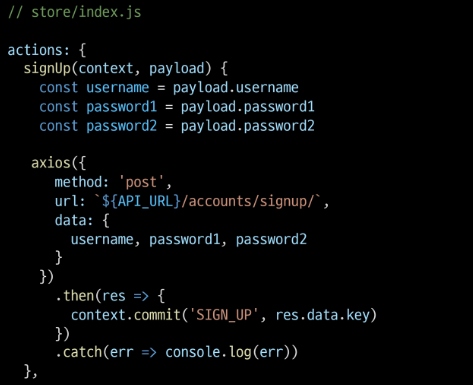 // store/index.js
actions: {
signUp(context, payload) {
const username = payload.username
const password1 = payload.password1
const password2 = payload.password2
axios({
method: 'post',
url: `${API_URL}/accounts/signup/`,
data: {
username, password1, password2
}
})
.then(res => {
context.commit('SIGN_UP', res.data.key)
})
.catch(err => console.log(err))
},